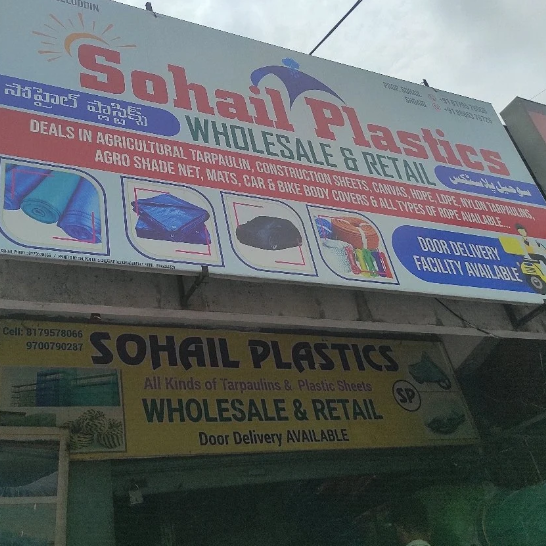 Sohail Plastics
సోహైల్ ప్లాస్టిక్స్
WHOLESALE & RETAIL
سوہیل پلاسٹکس
DEALS IN AGRICULTURAL TARPAULIN, CONSTRUCTION SHEETS, CANVAS, HDPE, LDPE, NYLON TARPAULINS,
AGRO SHADE NET, MATS, CAR & BIKE BODY COVERS & ALL TYPES OF ROPE AVAILABLE
DOOR DELIVERY
FACILITY AVAILABLE
Cell: 8179578066
9700790287
SOHAIL PLASTICS
All Kinds of Tarpaulins & Plastic Sheets
SP
WHOLESALE & RETAIL
Door Delivery AVAILABLE